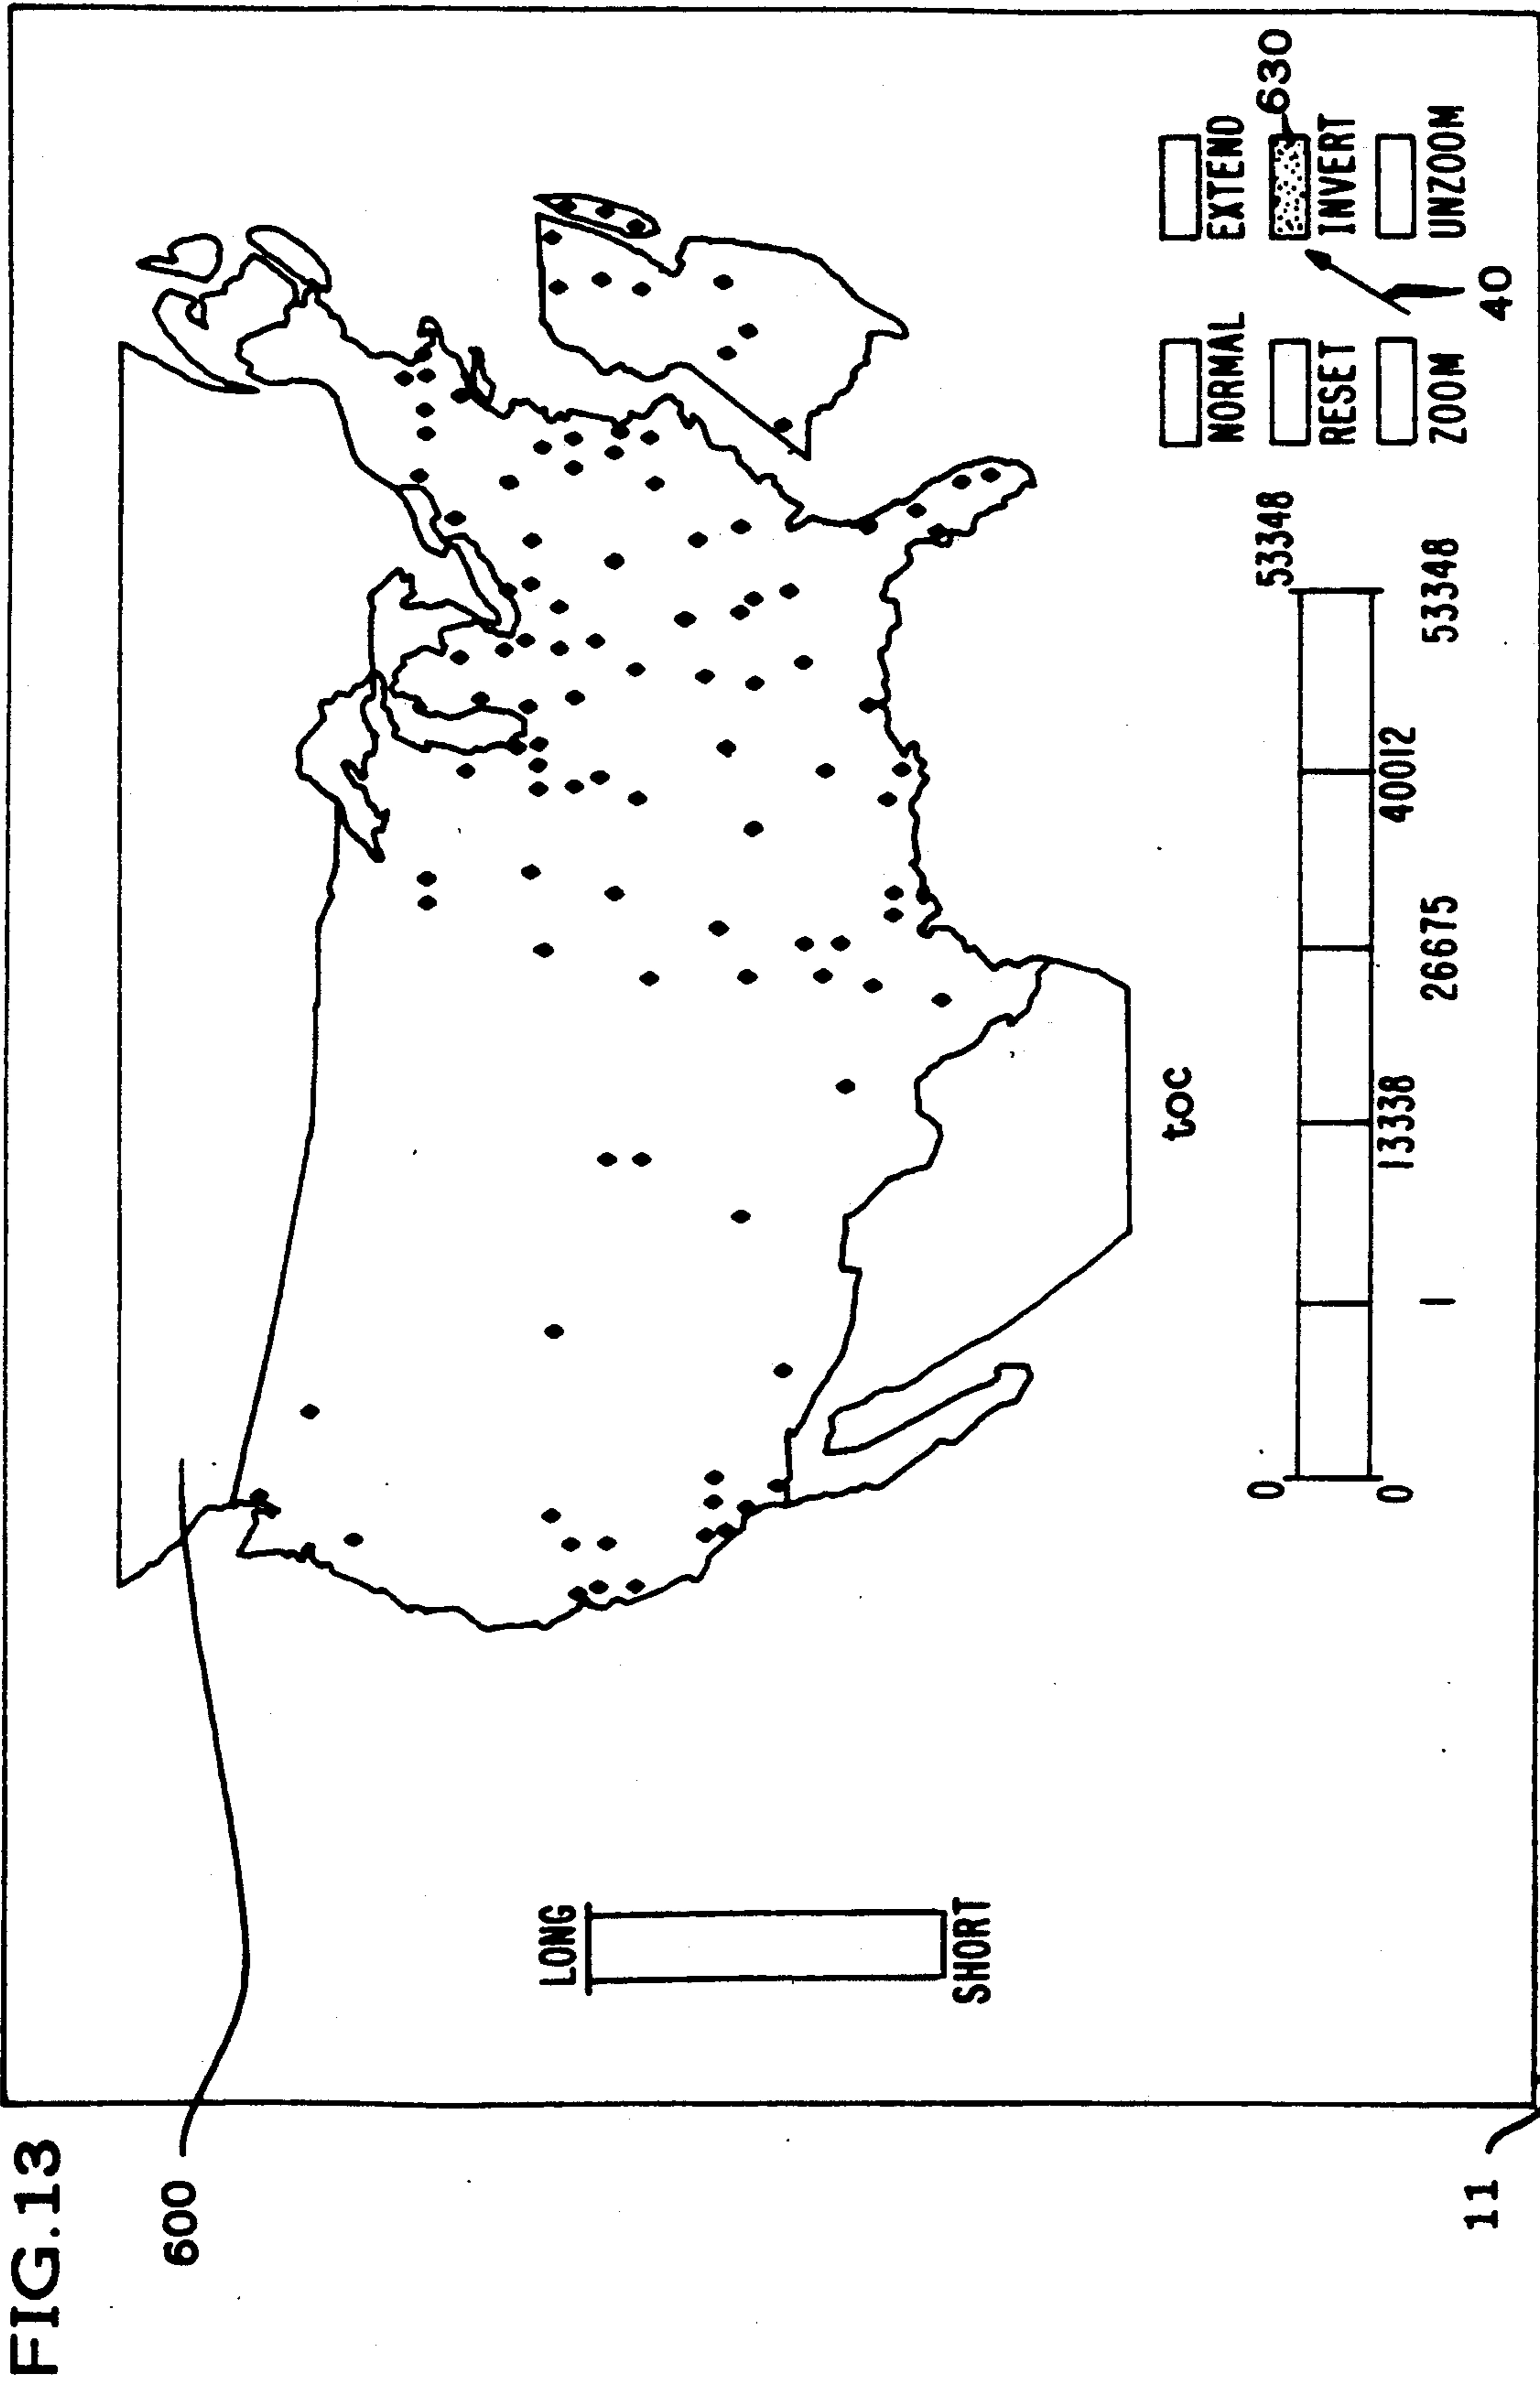 FIG.13
600
11
LONG
SHORT
toc
0
53348
0
13338
40012
1
26675
53348
NORMAL
EXTEND
RESET
INVERT
630
ZOOM
UNZOOM
40